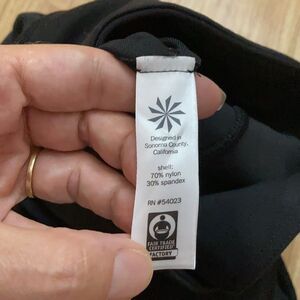 Designed in
Sonoma County,
California
shell:
70% nylon
30% spandex
RN #54023
FAIR TRADE
CERTIFIED
FACTORY